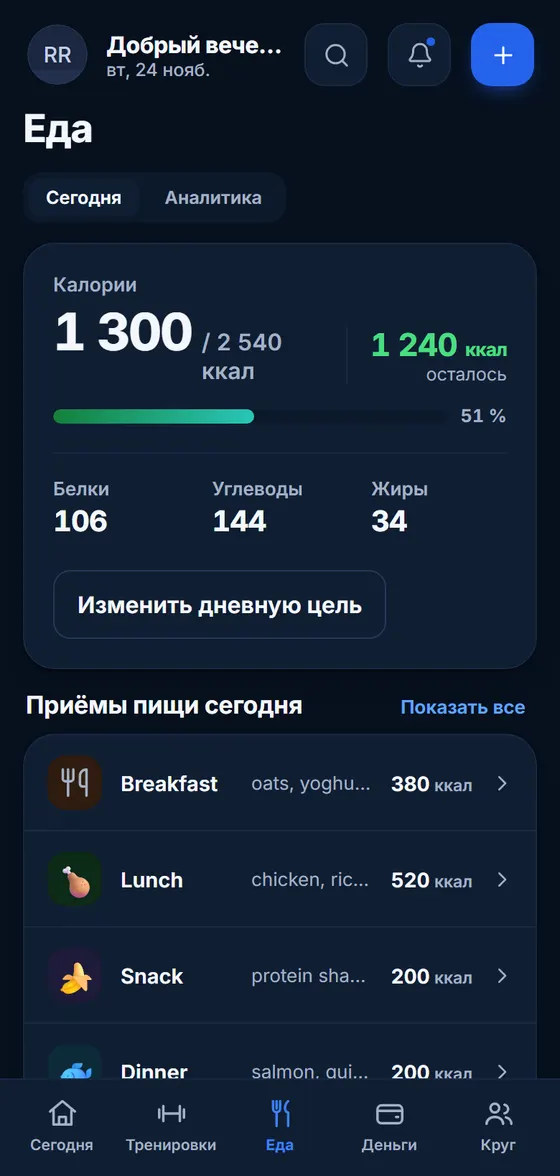 RR
Добрый вече...
вт, 24 нояб.
Еда
Сегодня Аналитика
Калории
1 300 / 2 540 ккал
1 240 ккал
осталось
51 %
Белки Углеводы Жиры
106 144 34
Изменить дневную цель
Приёмы пищи сегодня Показать все
Breakfast oats, yoghu... 380 ккал
Lunch chicken, ric... 520 ккал
Snack protein sha... 200 ккал
Dinner salmon, qui... 200 ккал
Сегодня Тренировки Еда Деньги Круг